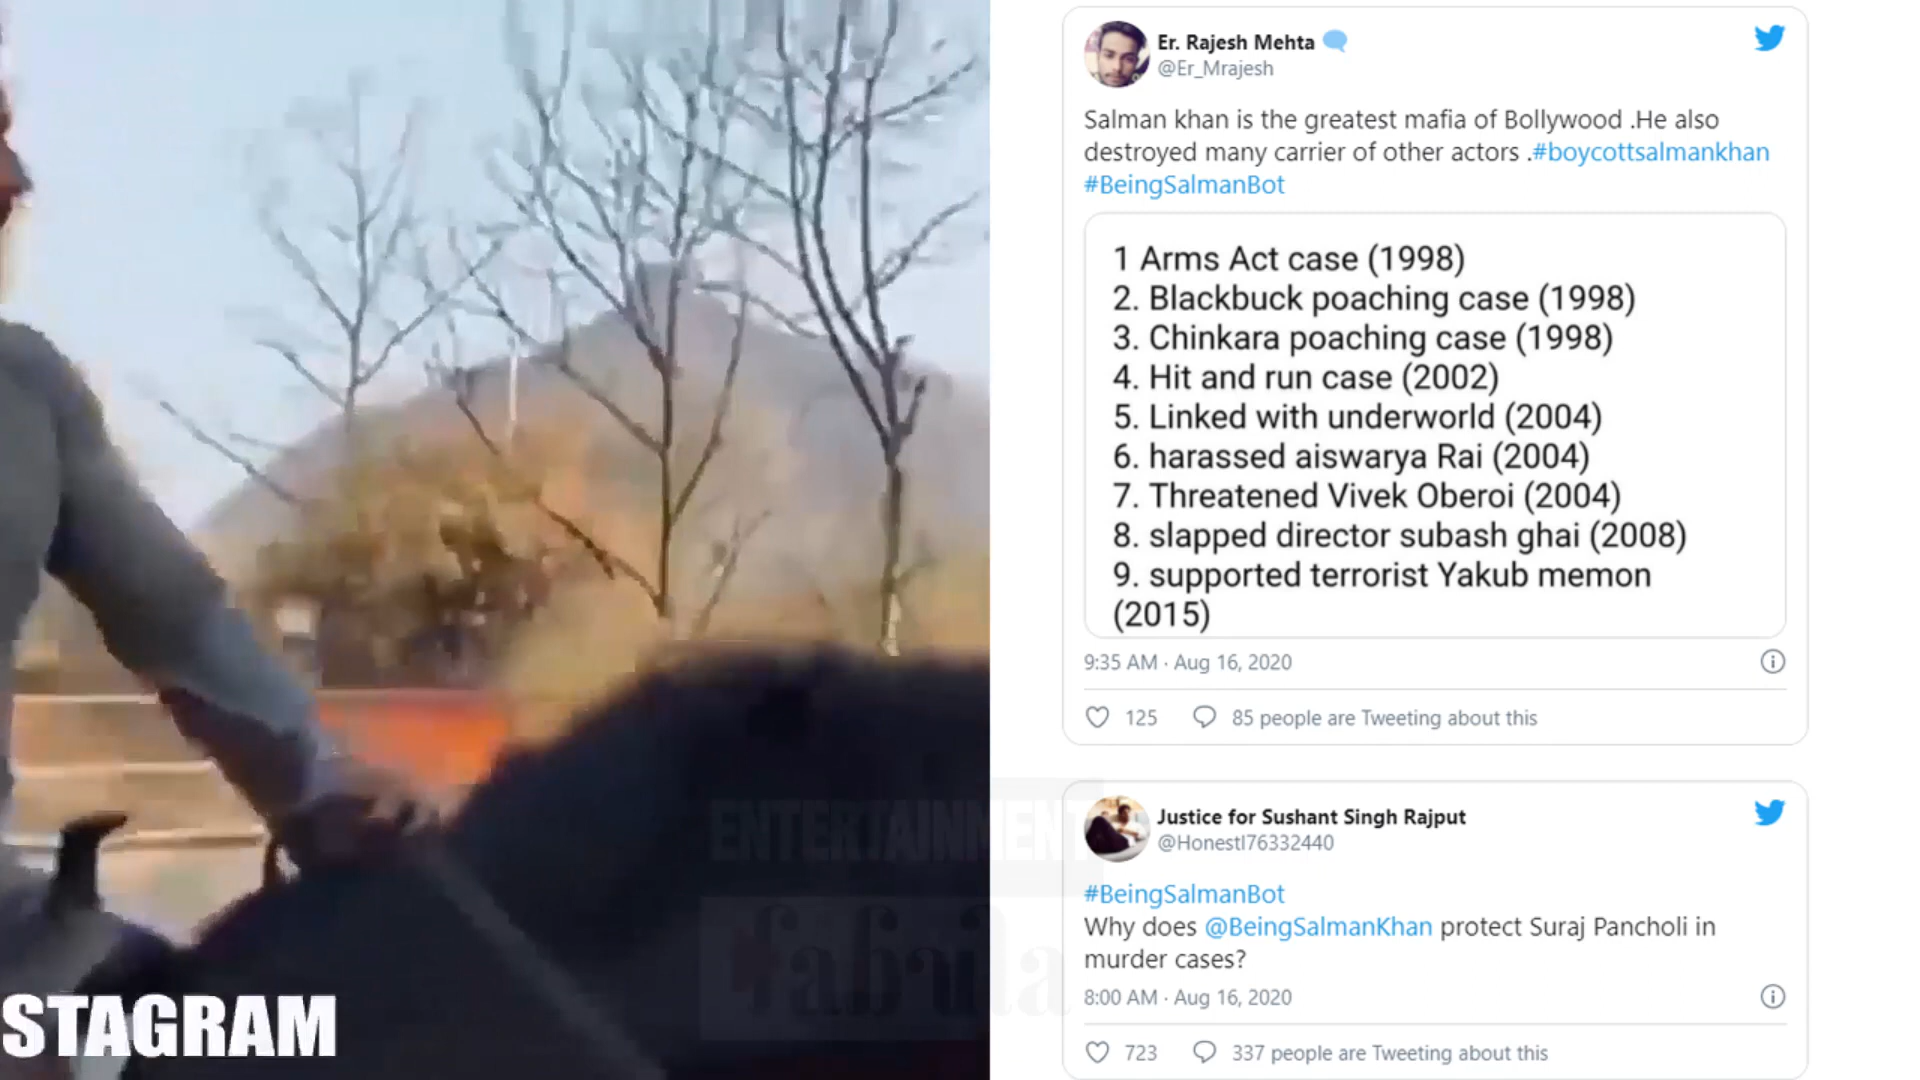 Er. Rajesh Mehta
@Er_Mrajesh
Salman khan is the greatest mafia of Bollywood .He also
destroyed many carrier of other actors .#boycottsalmankhan
#BeingSalmanBot
1 Arms Act case (1998)
2. Blackbuck poaching case (1998)
3. Chinkara poaching case (1998)
4. Hit and run case (2002)
5. Linked with underworld (2004)
6. harassed aiswarya Rai (2004)
7. Threatened Vivek Oberoi (2004)
8. slapped director subash ghai (2008)
9. supported terrorist Yakub memon
(2015)
9:35 AM · Aug 16, 2020
125 85 people are Tweeting about this
Justice for Sushant Singh Rajput
@HonestI76332440
#BeingSalmanBot
Why does @BeingSalmanKhan protect Suraj Pancholi in
murder cases?
8:00 AM · Aug 16, 2020
723 337 people are Tweeting about this
ENTERTAINMENT
fabula
STAGRAM